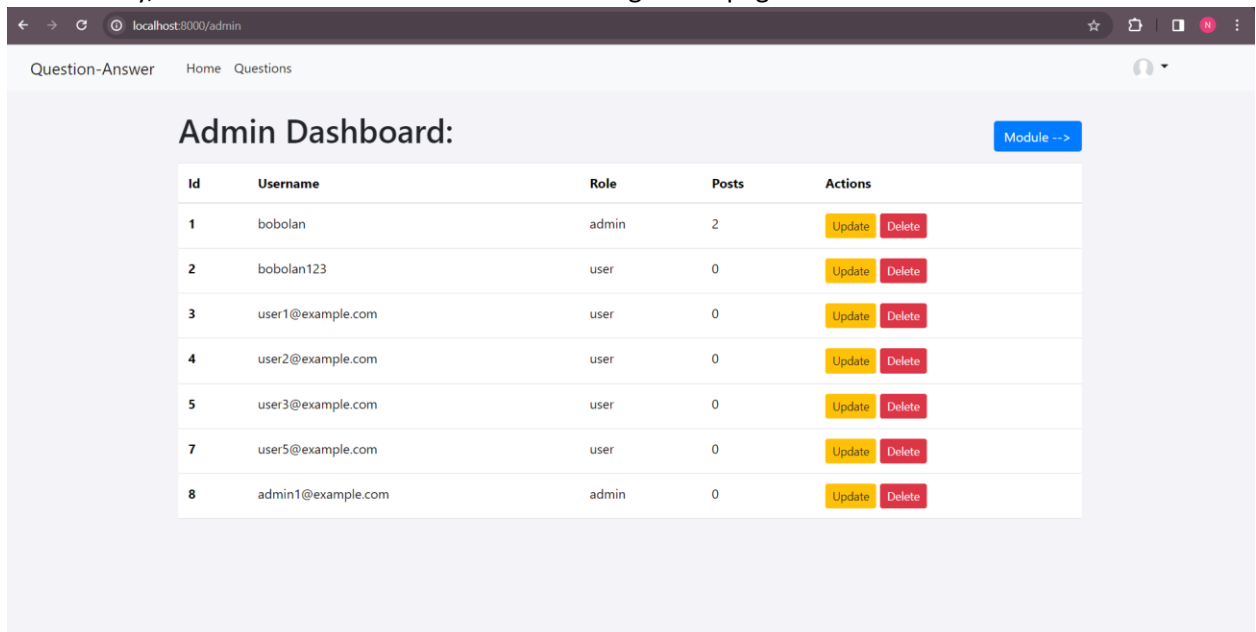 localhost:8000/admin
N
Question-Answer Home Questions
Admin Dashboard:
Module -->
Id Username Role Posts Actions
1 bobolan admin 2 Update Delete
2 bobolan123 user 0 Update Delete
3 user1@example.com user 0 Update Delete
4 user2@example.com user 0 Update Delete
5 user3@example.com user 0 Update Delete
7 user5@example.com user 0 Update Delete
8 admin1@example.com admin 0 Update Delete